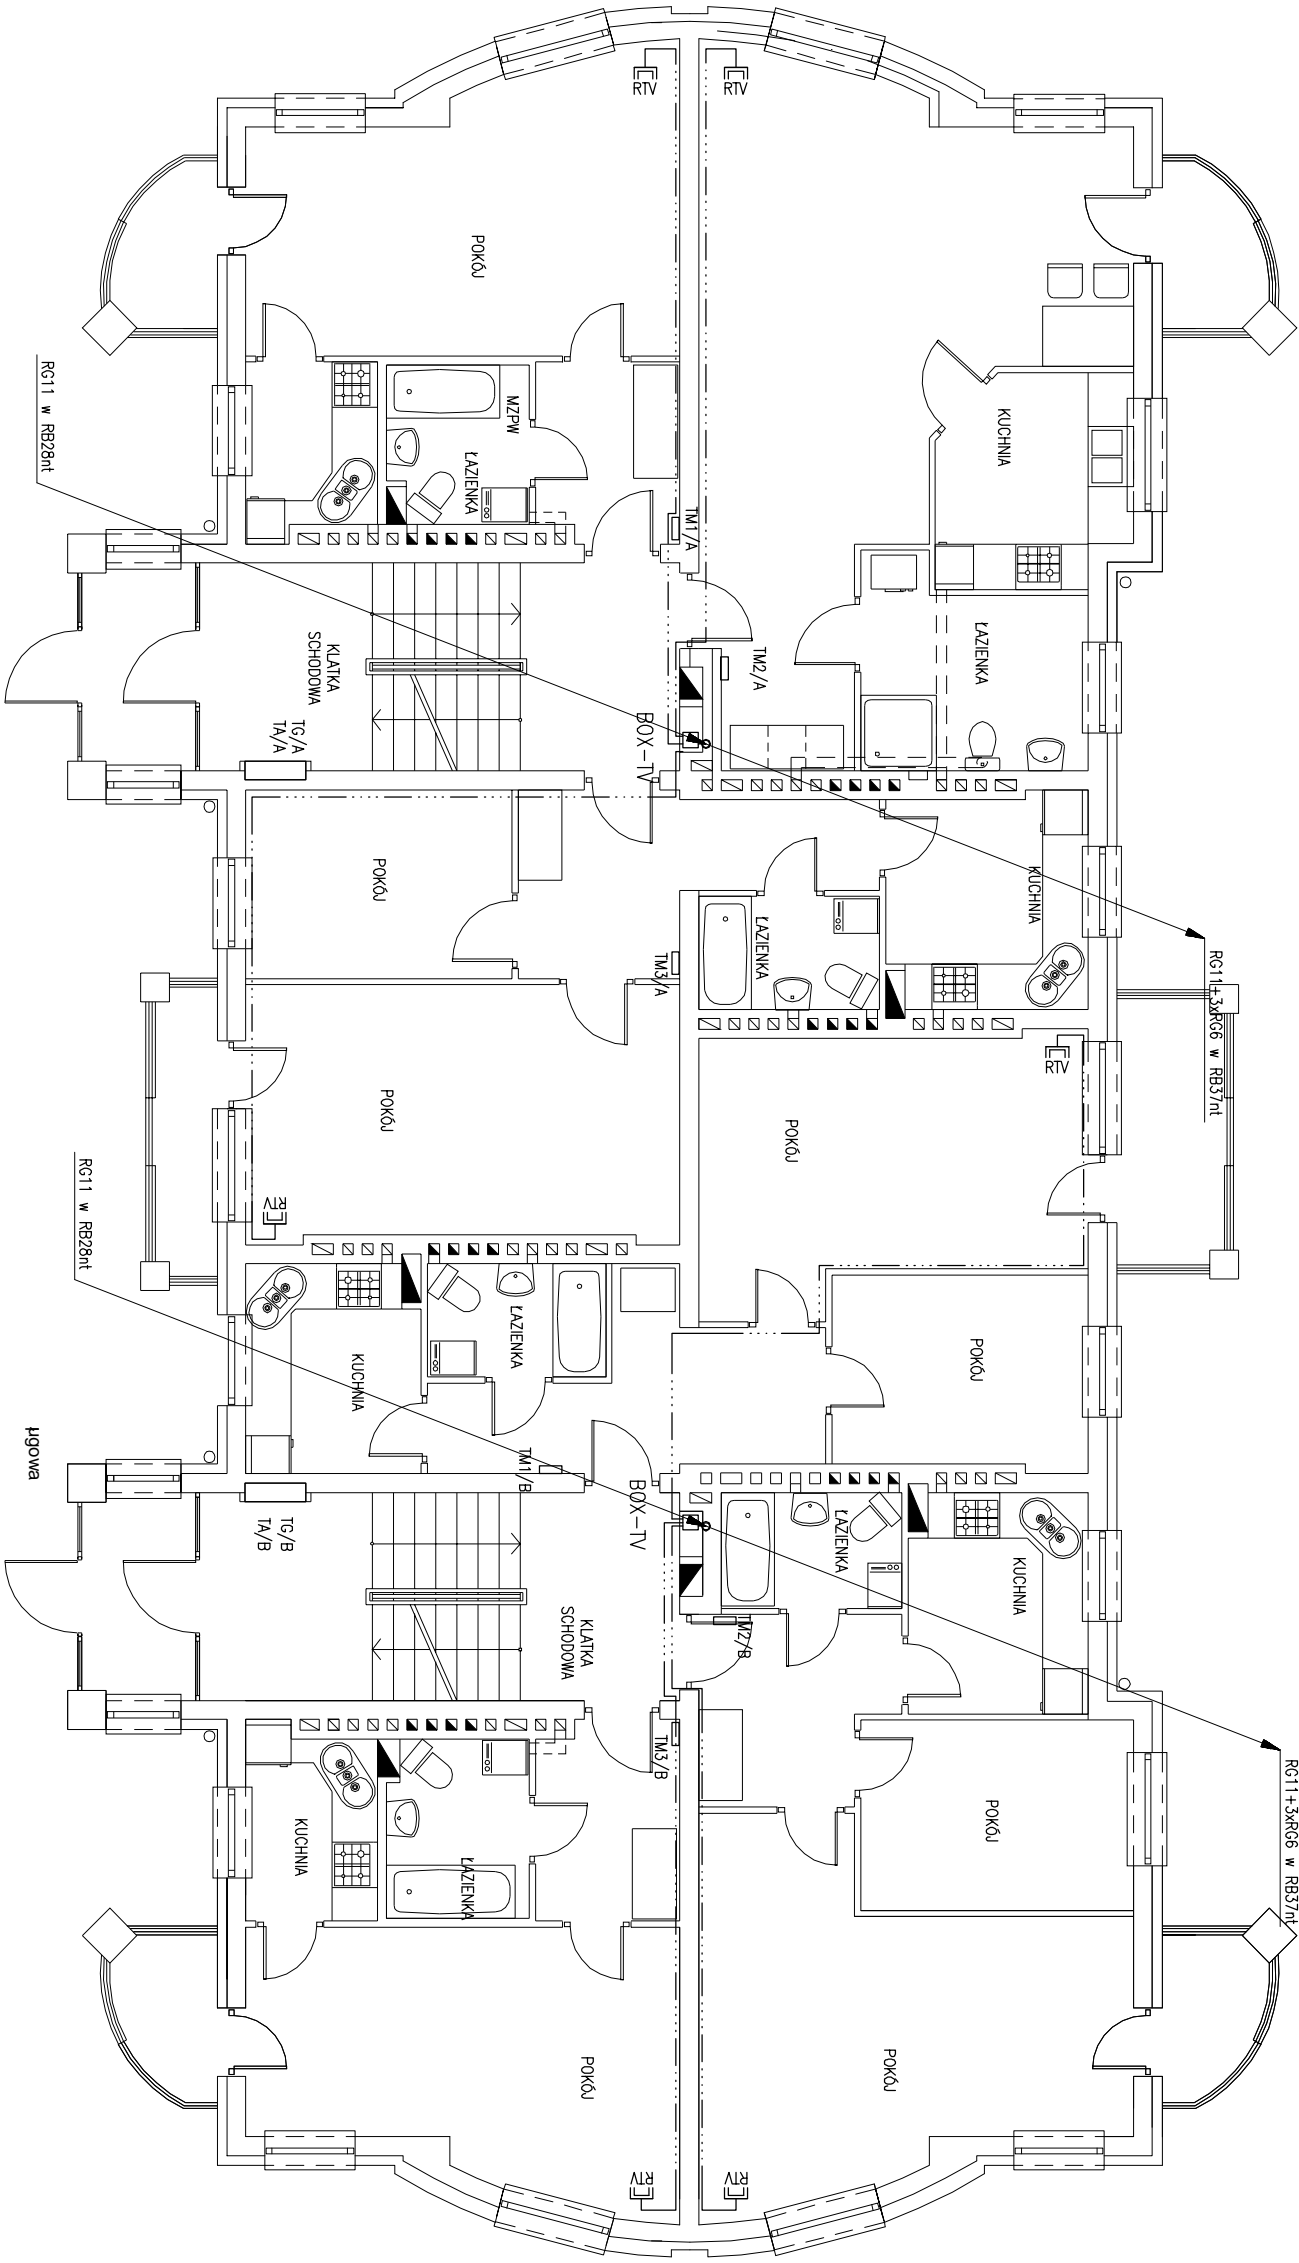 RTV
RTV
POKÓJ
RG11 w RB28nt
MZPW
ŁAZIENKA
KUCHNIA
TM1/A
ŁAZIENKA
KLATKA
SCHODOWA
TM2/A
TG/A
TA/A
BOX-TV
POKÓJ
ŁAZIENKA
KUCHNIA
TM3/A
RG11+3xRG6 w RB37nt
RTV
POKÓJ
POKÓJ
RG11 w RB28nt
RTV
ŁAZIENKA
KUCHNIA
POKÓJ
ługowa
TM1/B
BOX-TV
TG/B
TA/B
ŁAZIENKA
KUCHNIA
KLATKA
SCHODOWA
TM2/B
TM3/B
RG11+3xRG6 w RB37nt
KUCHNIA
ŁAZIENKA
POKÓJ
POKÓJ
POKÓJ
RTV
RTV